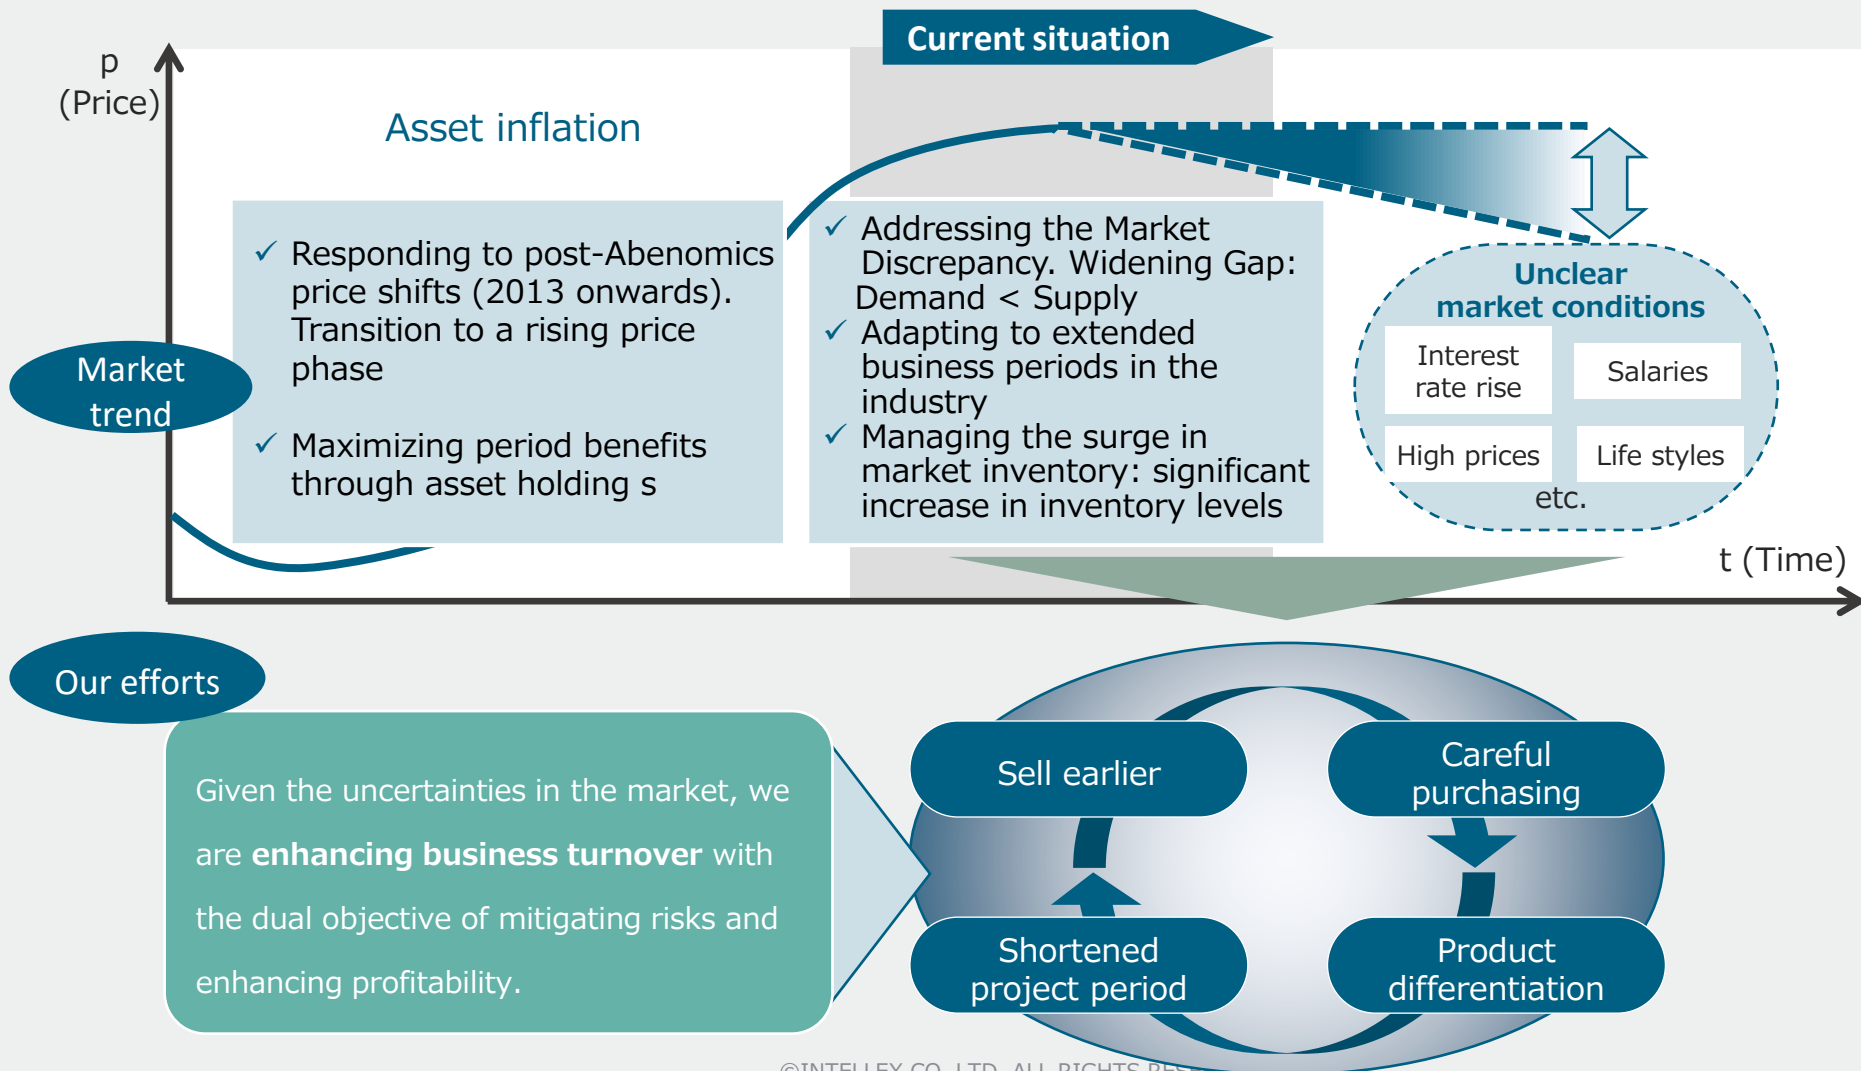 Current situation
p
(Price)
Asset inflation
✓ Responding to post-Abenomics
price shifts (2013 onwards).
Transition to a rising price
phase
✓ Maximizing period benefits
through asset holding s
✓ Addressing the Market
Discrepancy. Widening Gap:
Demand < Supply
✓ Adapting to extended
business periods in the
industry
✓ Managing the surge in
market inventory: significant
increase in inventory levels
Unclear
market conditions
Interest
rate rise
Salaries
High prices
Life styles
etc.
Market
trend
t (Time)
Our efforts
Given the uncertainties in the market, we
are enhancing business turnover with
the dual objective of mitigating risks and
enhancing profitability.
Sell earlier
Careful
purchasing
Shortened
project period
Product
differentiation
©INTELLEX CO. LTD. ALL RIGHTS